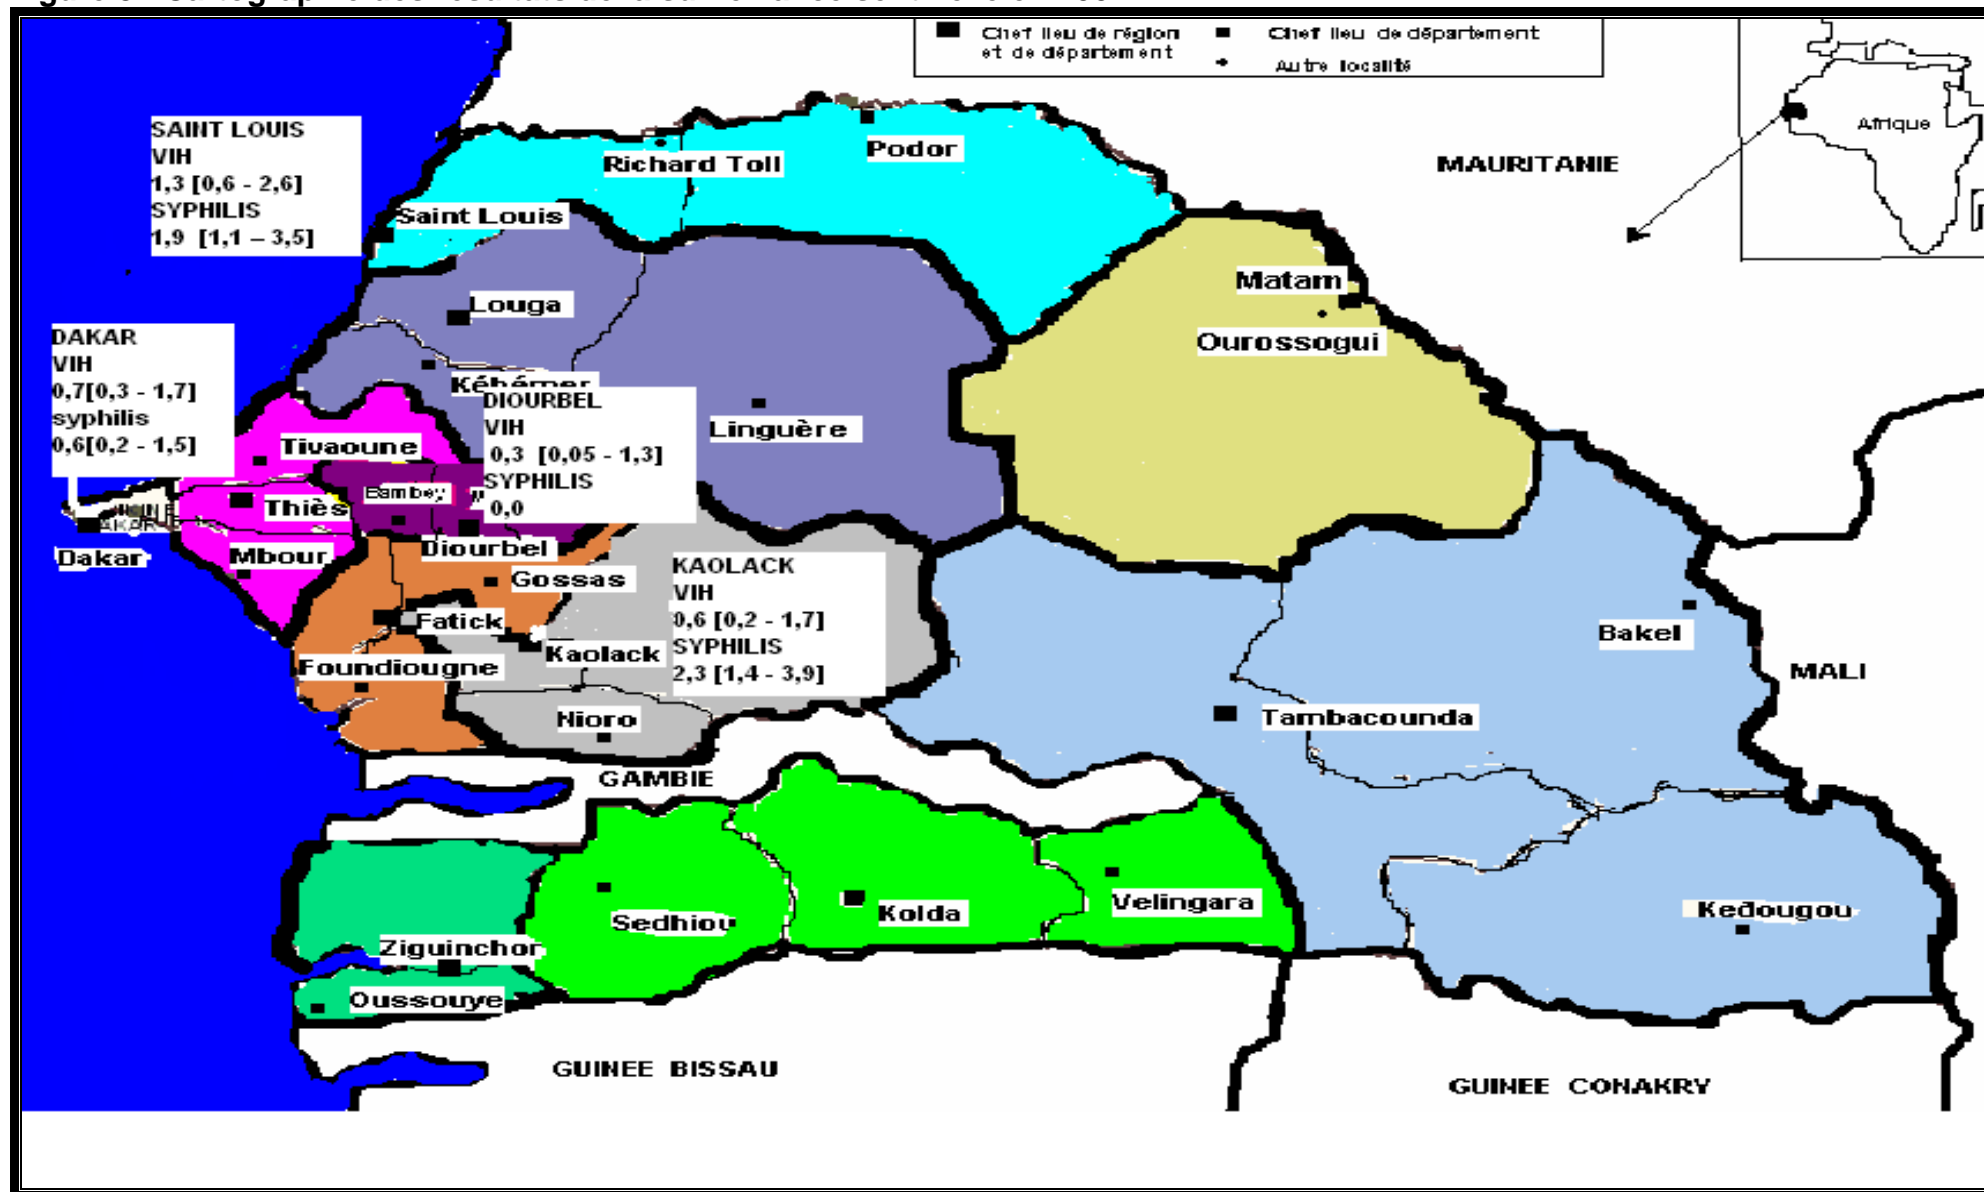 Chef lieu de région
et de département
Chef lieu de département
Autre localité
Afrique
SAINT LOUIS
VIH
1,3 [0,6 - 2,6]
SYPHILIS
1,9 [1,1 – 3,5]
Richard Toll
Podor
MAURITANIE
Saint Louis
Matam
Louga
Ourossogui
DAKAR
VIH
0,7[0,3 - 1,7]
syphilis
0,6[0,2 - 1,5]
Kébémer
DIOURBEL
VIH
0,3 [0,05 - 1,3]
SYPHILIS
0,0
Linguère
Tivaoune
Bambey
Thiès
AKAR
Dakar
Mbour
Diourbel
Gossas
KAOLACK
VIH
0,6 [0,2 - 1,7]
SYPHILIS
2,3 [1,4 - 3,9]
Fatick
Kaolack
Foundiougne
Bakel
MALI
Nioro
Tambacounda
GAMBIE
Sedhiou
Kolda
Velingara
Kedougou
Ziguinchor
Oussouye
GUINEE BISSAU
GUINEE CONAKRY